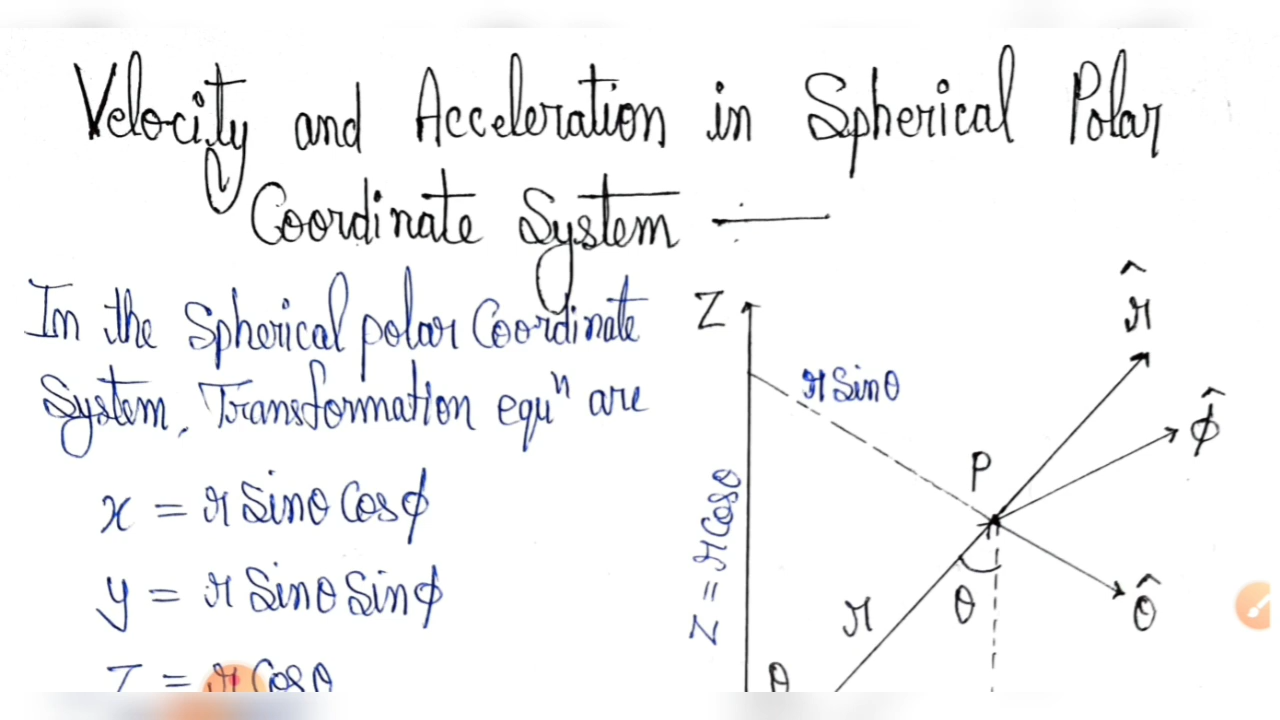 Velocity and Acceleration in Spherical Polar
Coordinate System :—
In the Spherical polar Coordinate
System, Transformation equⁿ are
x = r Sinθ Cosϕ
y = r Sinθ Sinϕ
Z = r Cosθ
Z
r Sinθ
Z = r Cosθ
P
r̂
ϕ̂
θ̂
θ
r
θ